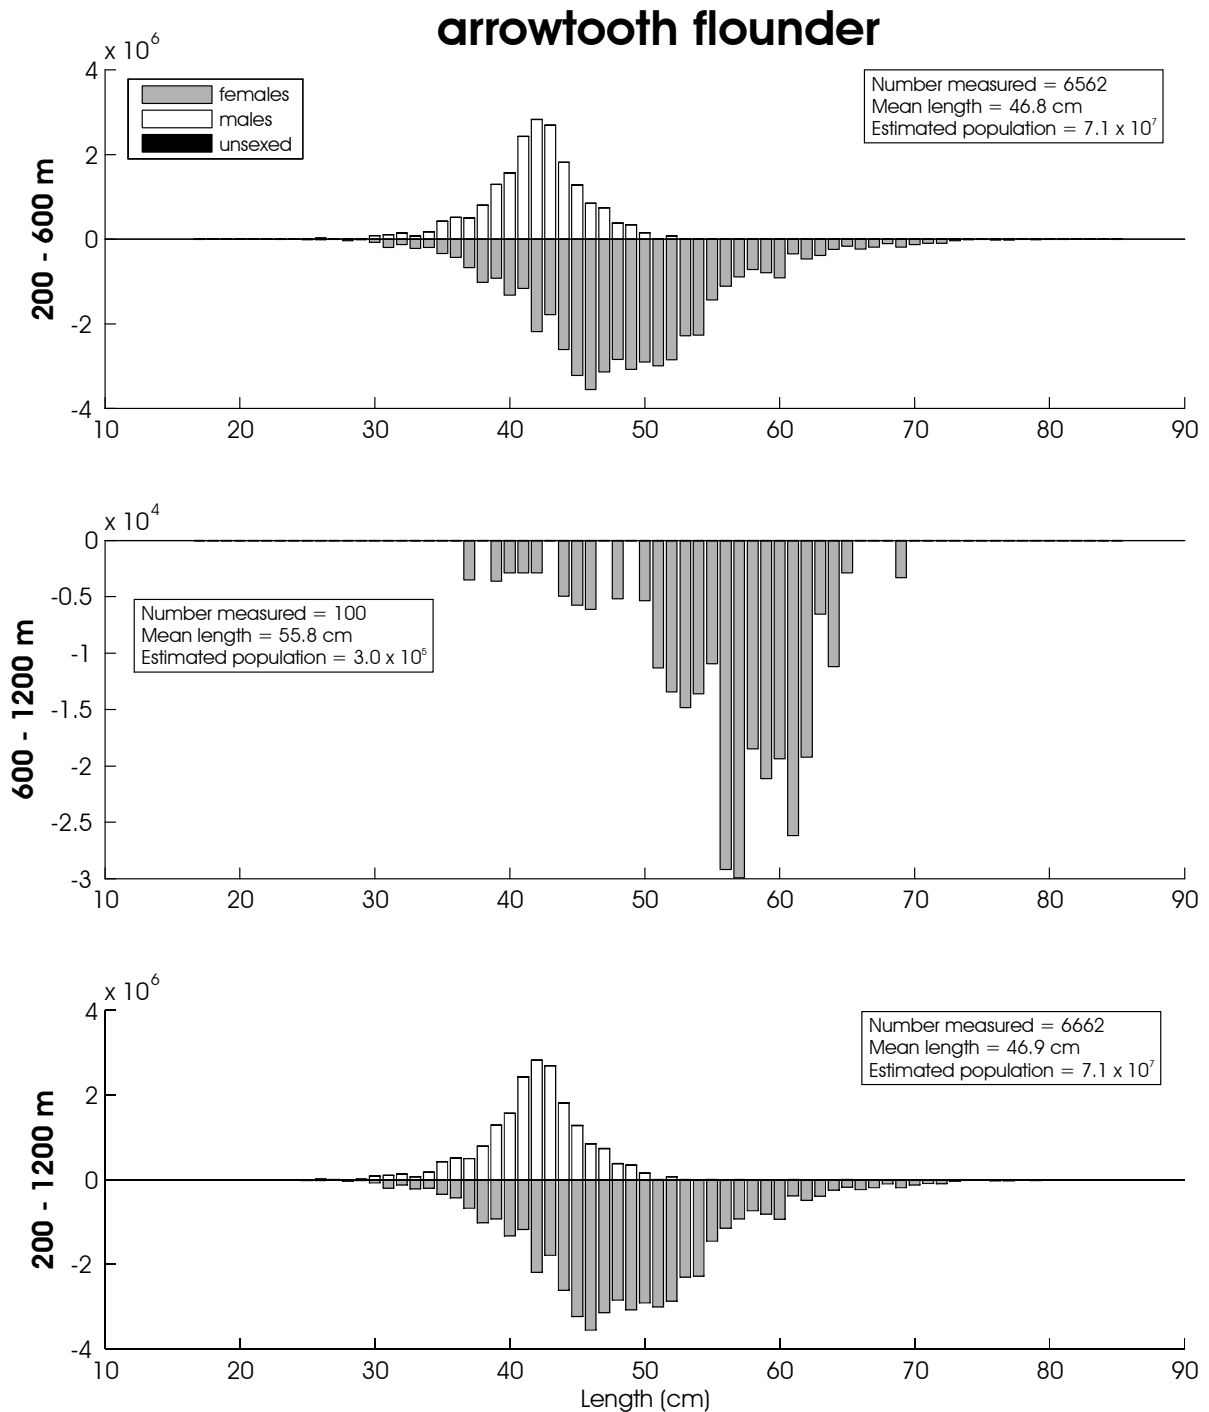 arrowtooth flounder
x 10^6
4
2
0
-2
-4
200 - 600 m
females
males
unsexed
Number measured = 6562
Mean length = 46.8 cm
Estimated population = 7.1 x 10^7
10 20 30 40 50 60 70 80 90
x 10^4
0
-0.5
-1
-1.5
-2
-2.5
-3
600 - 1200 m
Number measured = 100
Mean length = 55.8 cm
Estimated population = 3.0 x 10^5
10 20 30 40 50 60 70 80 90
x 10^6
4
2
0
-2
-4
200 - 1200 m
Number measured = 6662
Mean length = 46.9 cm
Estimated population = 7.1 x 10^7
10 20 30 40 50 60 70 80 90
Length (cm)